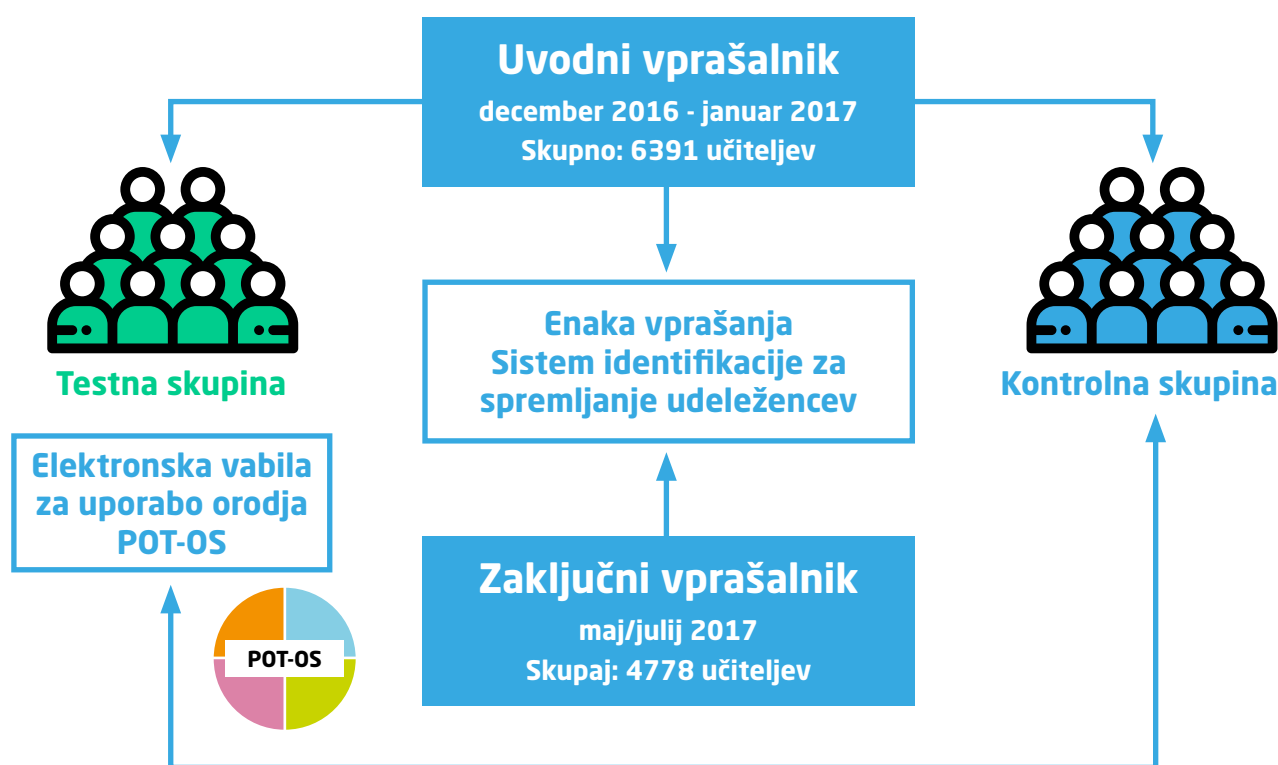 Uvodni vprašalnik
december 2016 - januar 2017
Skupno: 6391 učiteljev
Testna skupina
Enaka vprašanja
Sistem identifikacije za
spremljanje udeležencev
Kontrolna skupina
Elektronska vabila
za uporabo orodja
POT-OS
POT-OS
Zaključni vprašalnik
maj/julij 2017
Skupaj: 4778 učiteljev